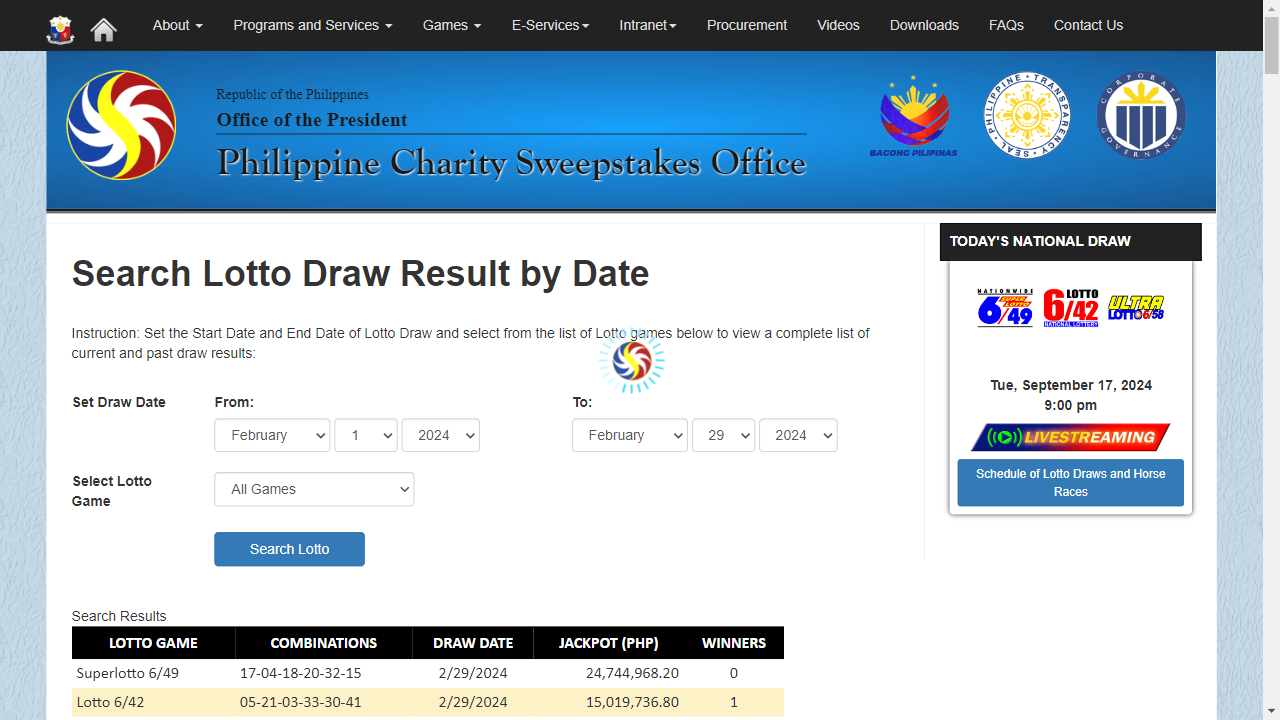 About Programs and Services Games E-Services Intranet Procurement Videos Downloads FAQs Contact Us
Republic of the Philippines
Office of the President
Philippine Charity Sweepstakes Office
BAGONG PILIPINAS
PHILIPPINE • TRANSPARENCY • SEAL •
CORPORATE GOVERNANCE
Search Lotto Draw Result by Date
Instruction: Set the Start Date and End Date of Lotto Draw and select from the list of Lotto games below to view a complete list of
current and past draw results:
Set Draw Date From: To:
February 1 2024 February 29 2024
Select Lotto
Game
All Games
Search Lotto
Search Results
LOTTO GAME COMBINATIONS DRAW DATE JACKPOT (PHP) WINNERS
Superlotto 6/49 17-04-18-20-32-15 2/29/2024 24,744,968.20 0
Lotto 6/42 05-21-03-33-30-41 2/29/2024 15,019,736.80 1
TODAY'S NATIONAL DRAW
NATIONWIDE
6/49 SUPER LOTTO
6/42 LOTTO
NATIONAL LOTTERY
ULTRA
LOTTO 6/58
Tue, September 17, 2024
9:00 pm
LIVESTREAMING
Schedule of Lotto Draws and Horse
Races